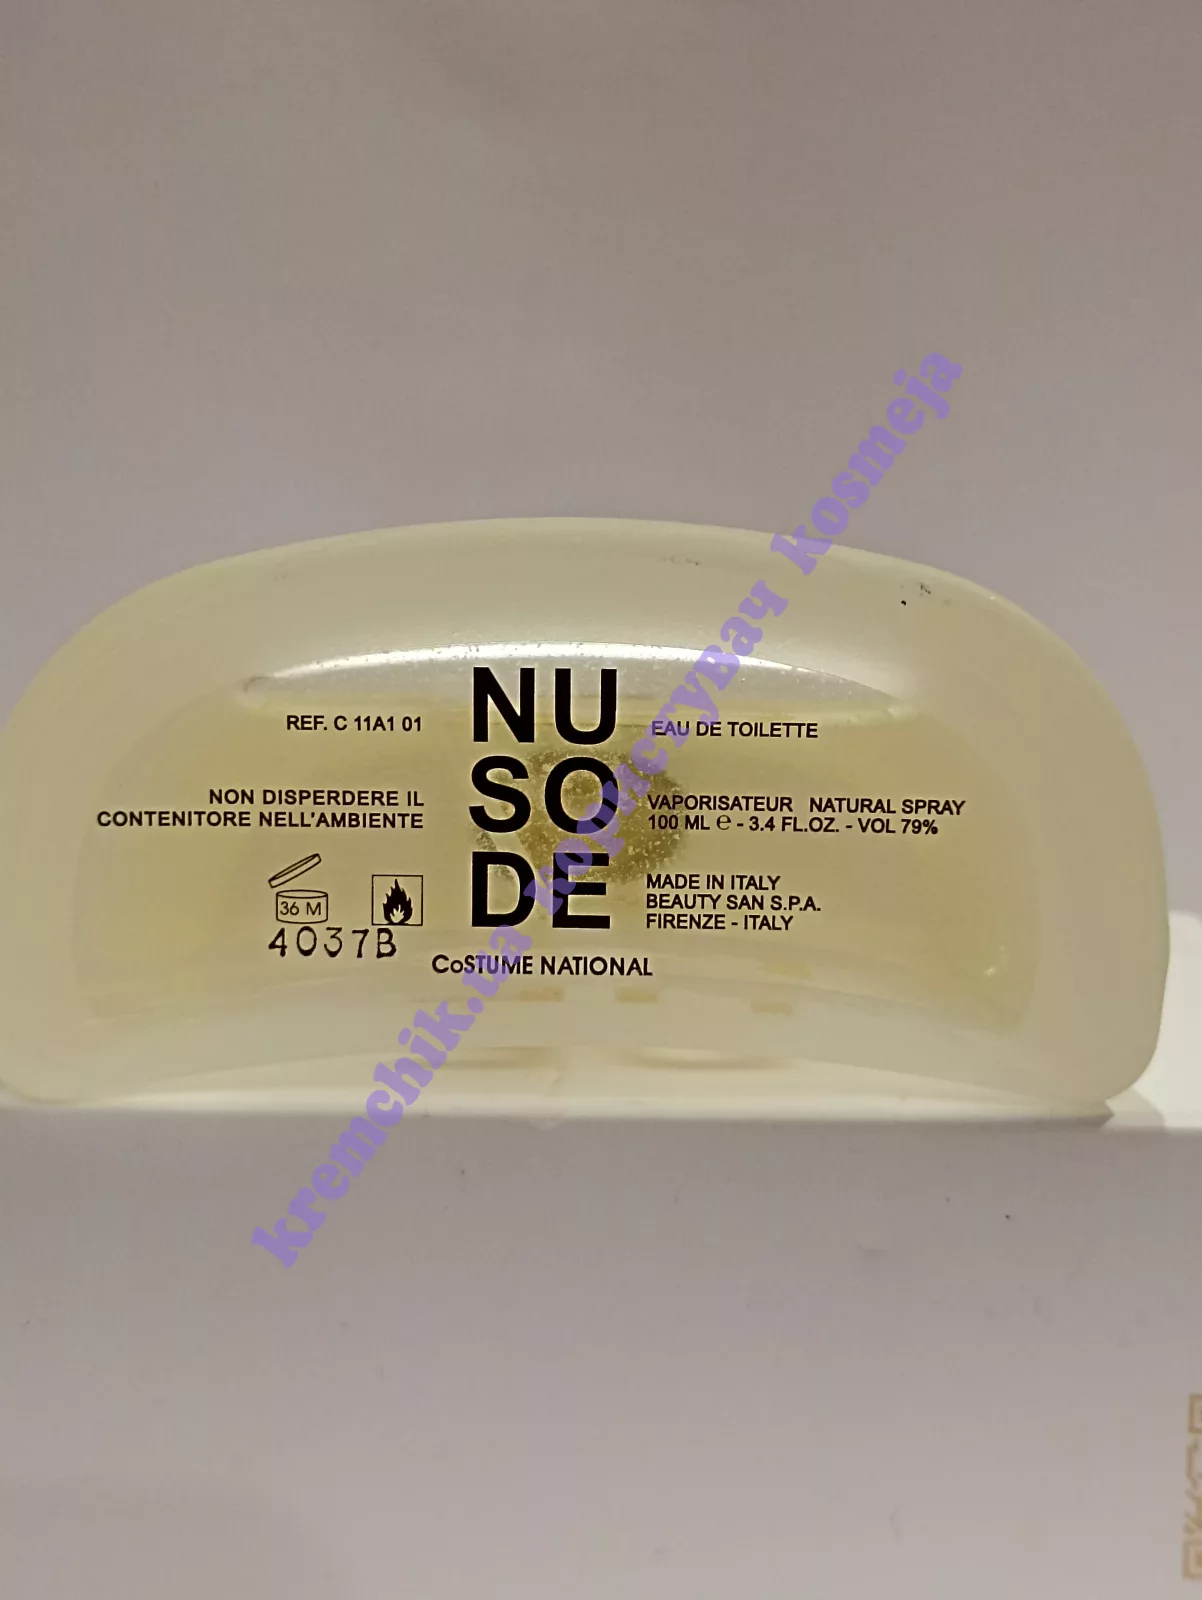 NU
SO
DE
CoSTUME NATIONAL
REF. C 11A1 01
NON DISPERDERE IL
CONTENITORE NELL'AMBIENTE
36 M
4037B
EAU DE TOILETTE
VAPORISATEUR NATURAL SPRAY
100 ML ℮ - 3.4 FL.OZ. - VOL 79%
MADE IN ITALY
BEAUTY SAN S.P.A.
FIRENZE - ITALY
kremchik.ua користувач kosmeja